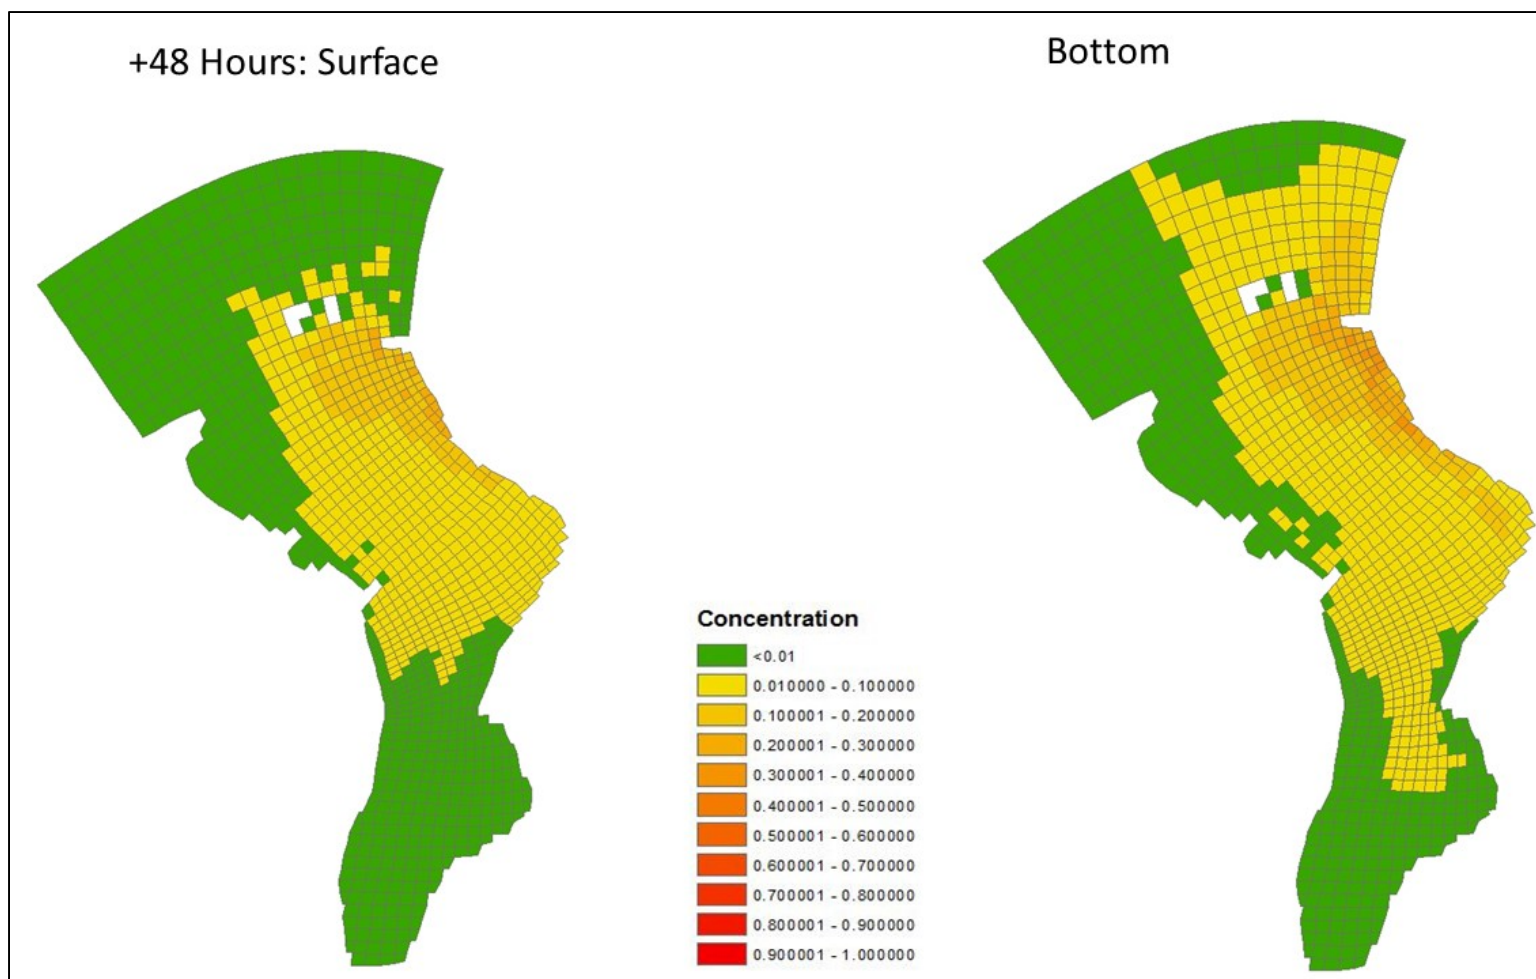 +48 Hours: Surface
Bottom
Concentration
<0.01
0.010000 - 0.100000
0.100001 - 0.200000
0.200001 - 0.300000
0.300001 - 0.400000
0.400001 - 0.500000
0.500001 - 0.600000
0.600001 - 0.700000
0.700001 - 0.800000
0.800001 - 0.900000
0.900001 - 1.000000